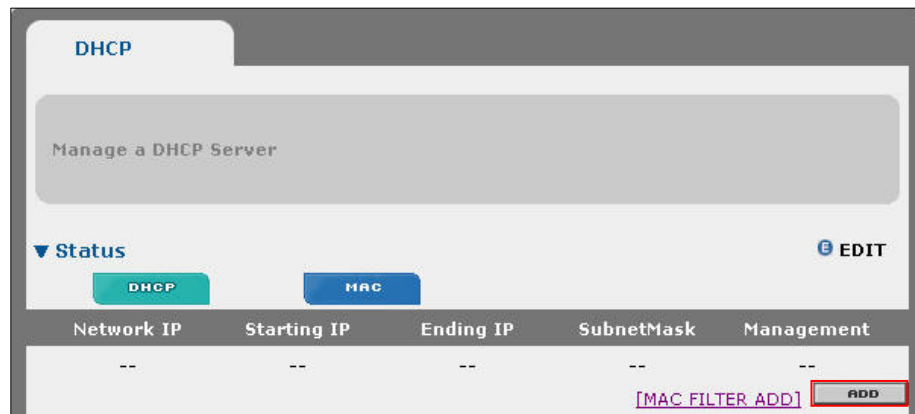 DHCP
Manage a DHCP Server
▼ Status
E EDIT
DHCP MAC
Network IP Starting IP Ending IP SubnetMask Management
-- -- -- -- --
[MAC FILTER ADD] ADD